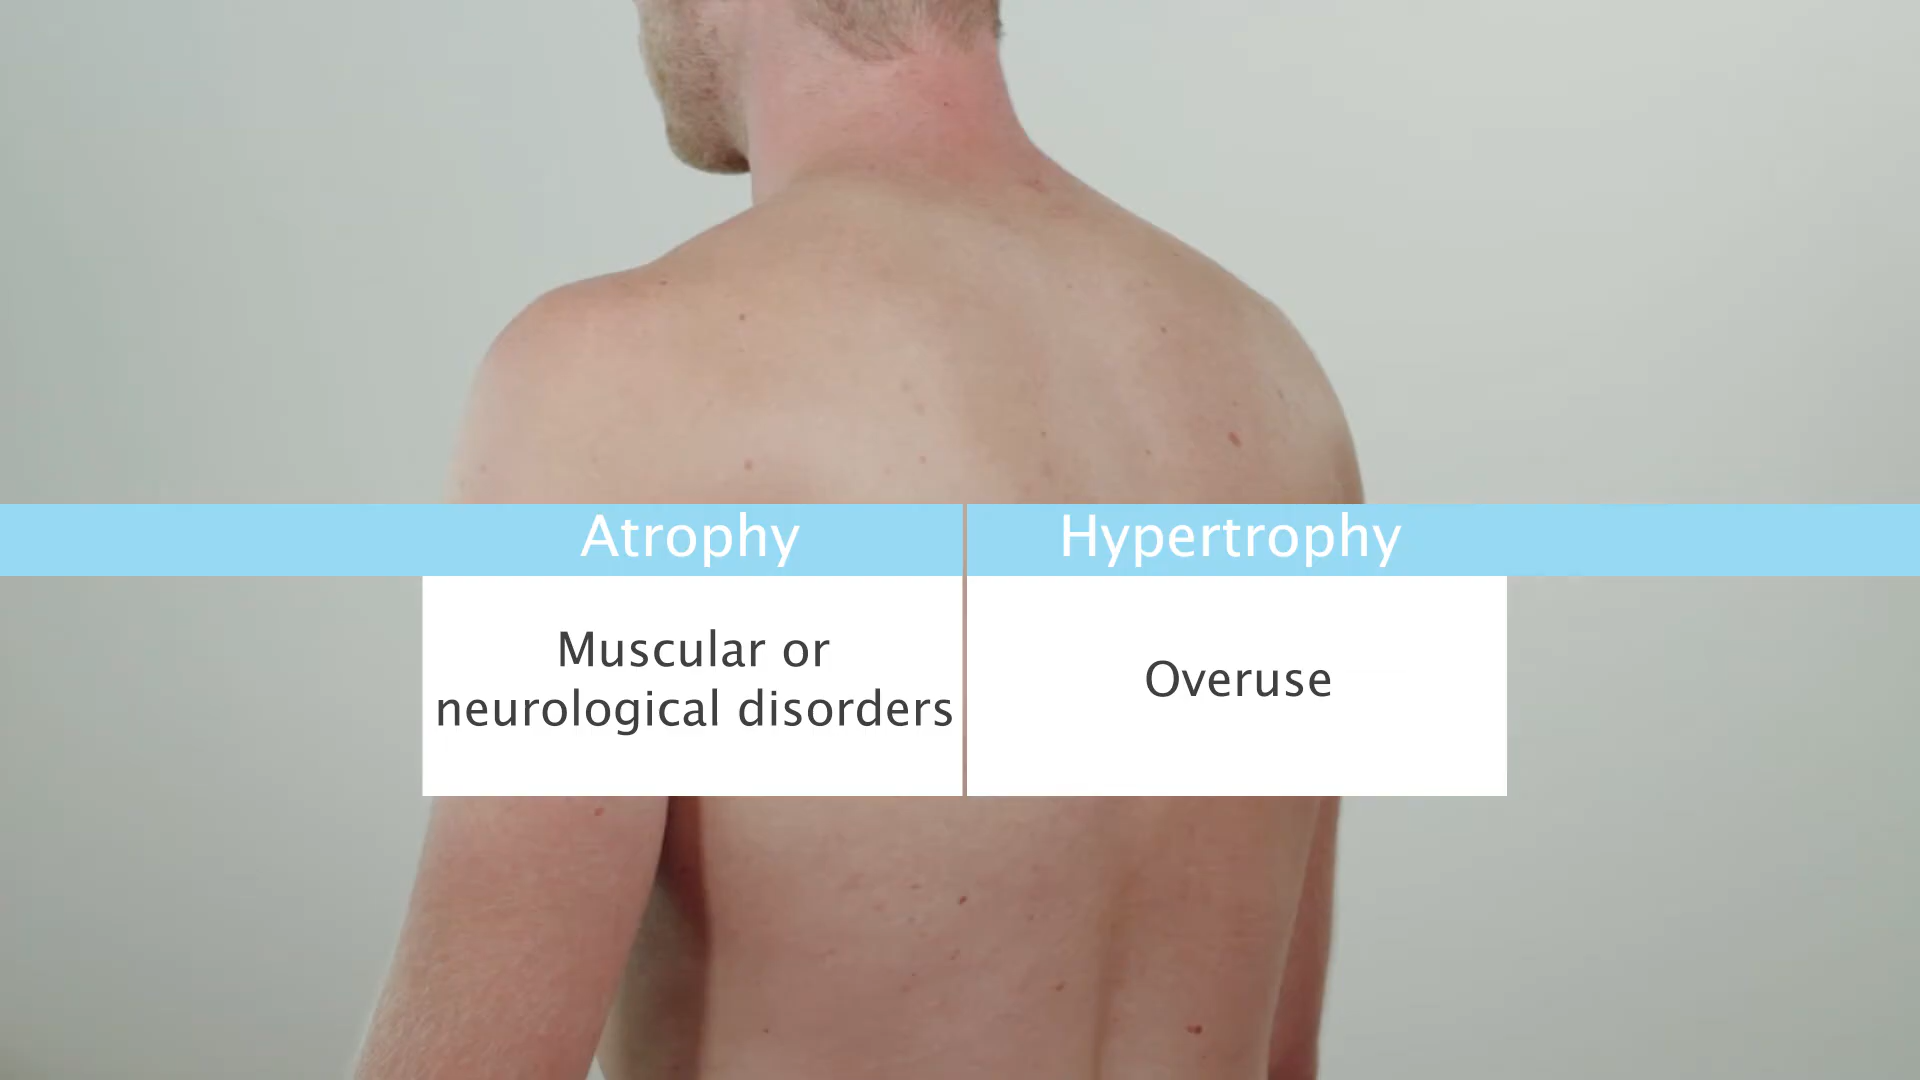 Atrophy
Hypertrophy
Muscular or
neurological disorders
Overuse